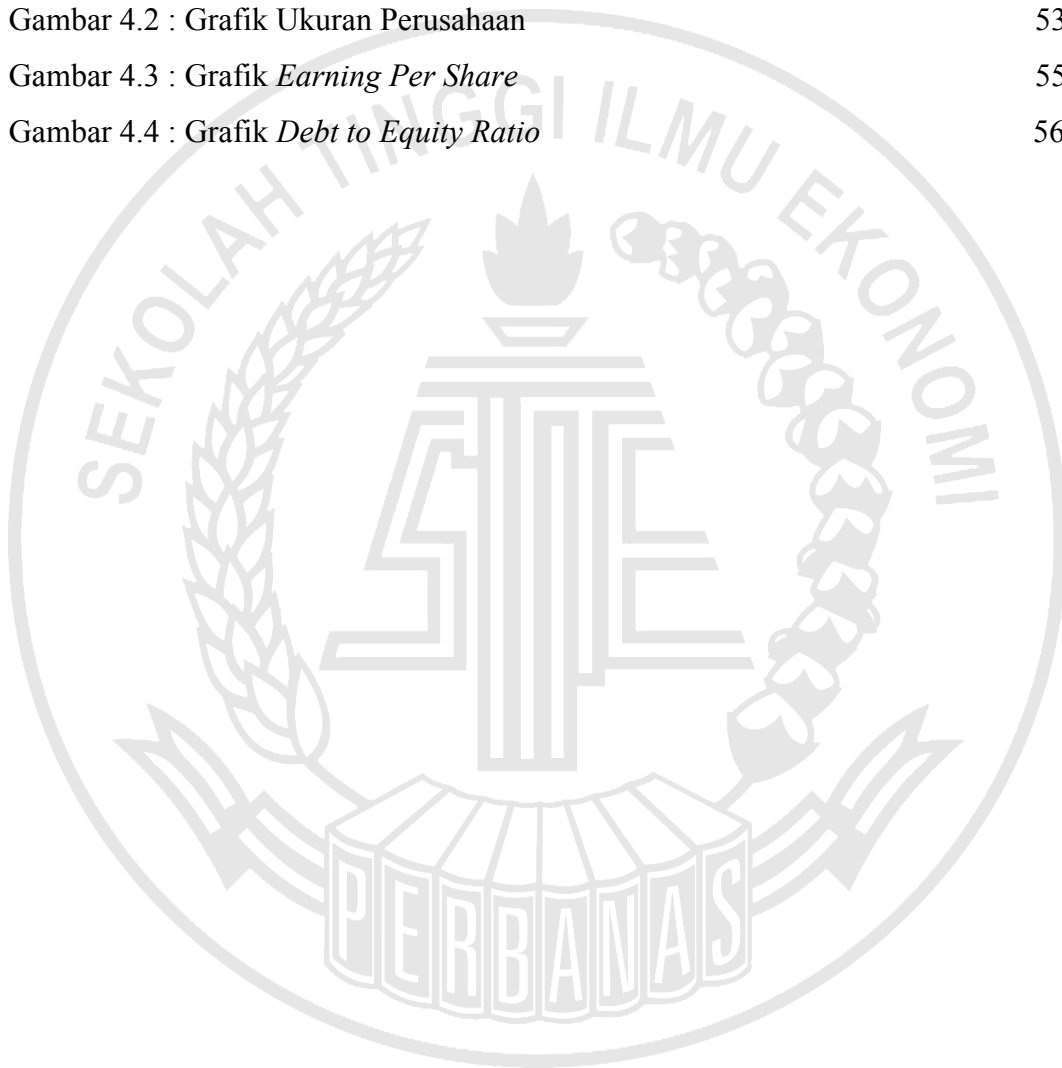 Gambar 4.2 : Grafik Ukuran Perusahaan 53
Gambar 4.3 : Grafik Earning Per Share 55
Gambar 4.4 : Grafik Debt to Equity Ratio 56
SEKOLAH TINGGI ILMU EKONOMI
STIE
PERBANAS